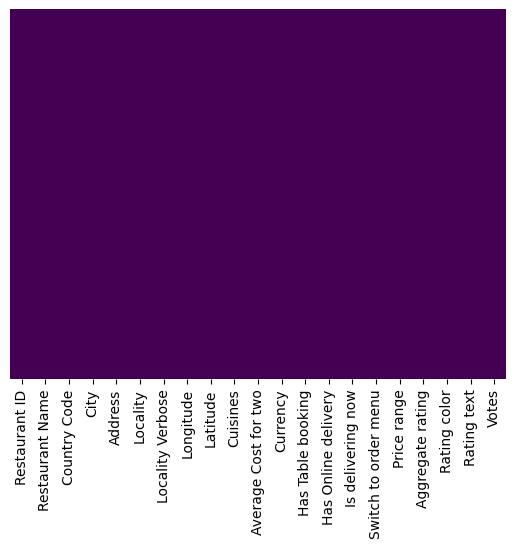 Restaurant ID
Restaurant Name
Country Code
City
Address
Locality
Locality Verbose
Longitude
Latitude
Cuisines
Average Cost for two
Currency
Has Table booking
Has Online delivery
Is delivering now
Switch to order menu
Price range
Aggregate rating
Rating color
Rating text
Votes